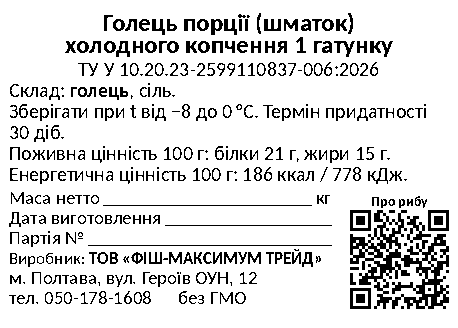 Голець порції (шматок)
холодного копчення 1 гатунку
ТУ У 10.20.23-2599110837-006:2026
Склад: голець, сіль.
Зберігати при t від −8 до 0 °С. Термін придатності
30 діб.
Поживна цінність 100 г: білки 21 г, жири 15 г.
Енергетична цінність 100 г: 186 ккал / 778 кДж.
Маса нетто ______________________ кг
Про рибу
Дата виготовлення __________________
Партія № __________________________
Виробник: ТОВ «ФІШ-МАКСИМУМ ТРЕЙД»
м. Полтава, вул. Героїв ОУН, 12
тел. 050-178-1608 без ГМО